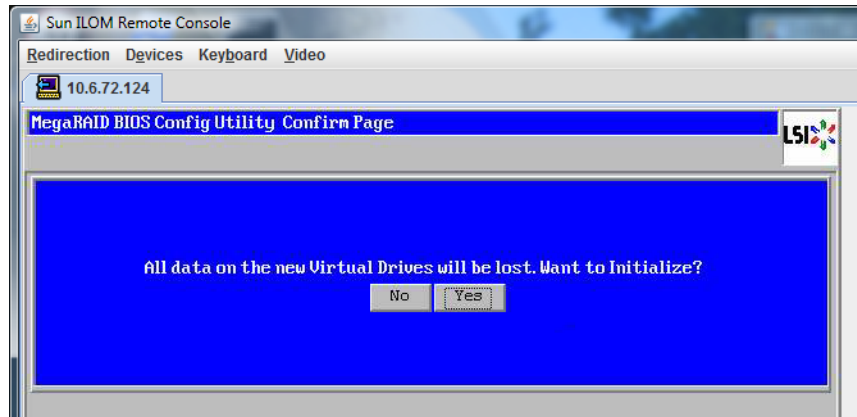 Sun ILOM Remote Console
Redirection Devices Keyboard Video
10.6.72.124
MegaRAID BIOS Config Utility Confirm Page
LSI
All data on the new Virtual Drives will be lost. Want to Initialize?
No Yes